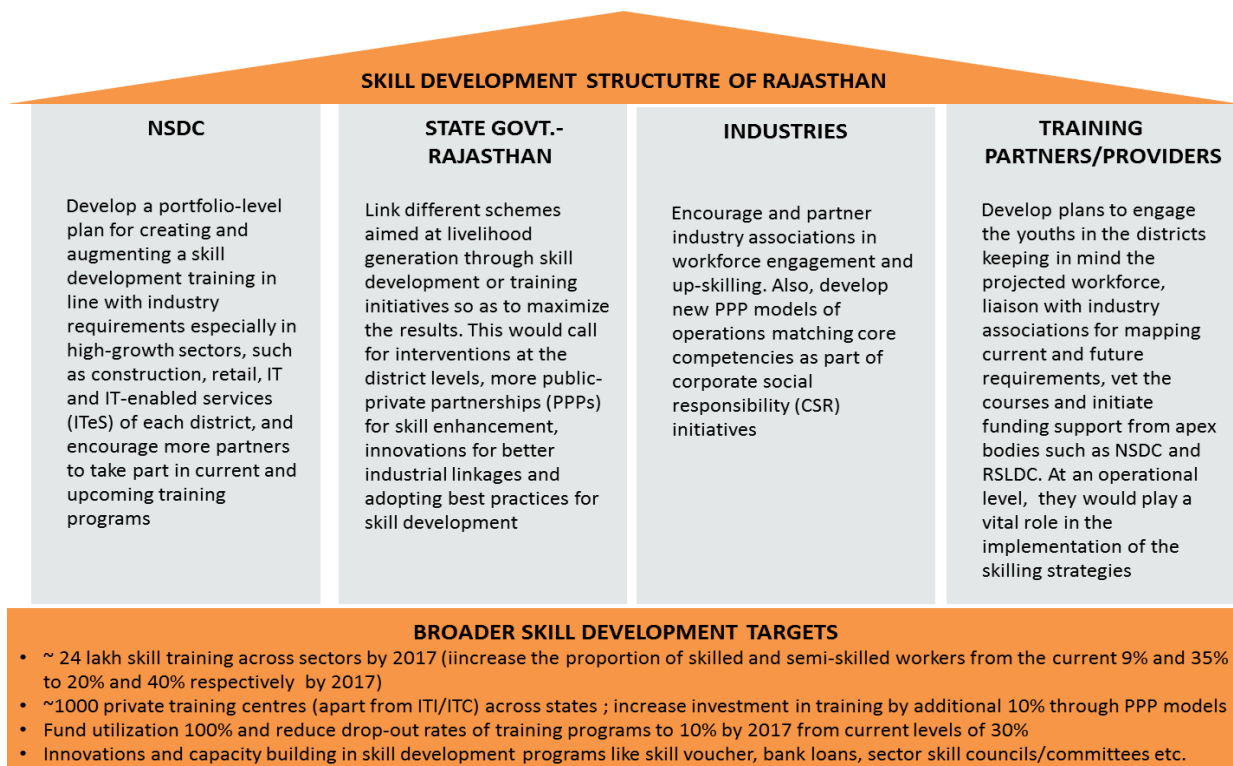 SKILL DEVELOPMENT STRUCTUTRE OF RAJASTHAN
NSDC
Develop a portfolio-level
plan for creating and
augmenting a skill
development training in
line with industry
requirements especially in
high-growth sectors, such
as construction, retail, IT
and IT-enabled services
(ITeS) of each district, and
encourage more partners
to take part in current and
upcoming training
programs
STATE GOVT.-
RAJASTHAN
Link different schemes
aimed at livelihood
generation through skill
development or training
initiatives so as to maximize
the results. This would call
for interventions at the
district levels, more public-
private partnerships (PPPs)
for skill enhancement,
innovations for better
industrial linkages and
adopting best practices for
skill development
INDUSTRIES
Encourage and partner
industry associations in
workforce engagement and
up-skilling. Also, develop
new PPP models of
operations matching core
competencies as part of
corporate social
responsibility (CSR)
initiatives
TRAINING
PARTNERS/PROVIDERS
Develop plans to engage
the youths in the districts
keeping in mind the
projected workforce,
liaison with industry
associations for mapping
current and future
requirements, vet the
courses and initiate
funding support from apex
bodies such as NSDC and
RSLDC. At an operational
level, they would play a
vital role in the
implementation of the
skilling strategies
BROADER SKILL DEVELOPMENT TARGETS
• ~ 24 lakh skill training across sectors by 2017 (iincrease the proportion of skilled and semi-skilled workers from the current 9% and 35%
to 20% and 40% respectively by 2017)
• ~1000 private training centres (apart from ITI/ITC) across states ; increase investment in training by additional 10% through PPP models
• Fund utilization 100% and reduce drop-out rates of training programs to 10% by 2017 from current levels of 30%
• Innovations and capacity building in skill development programs like skill voucher, bank loans, sector skill councils/committees etc.